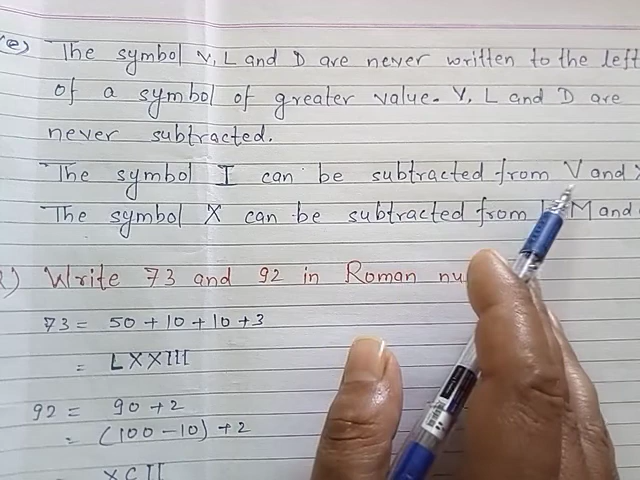 (e) The symbol V, L and D are never written to the left
of a symbol of greater value. V, L and D are
never subtracted.
The symbol I can be subtracted from V and X
The symbol X can be subtracted from L M and
Write 73 and 92 in Roman
73 = 50 + 10 + 10 + 3
= LXXIII
92 = 90 + 2
= (100 - 10) + 2
XCII